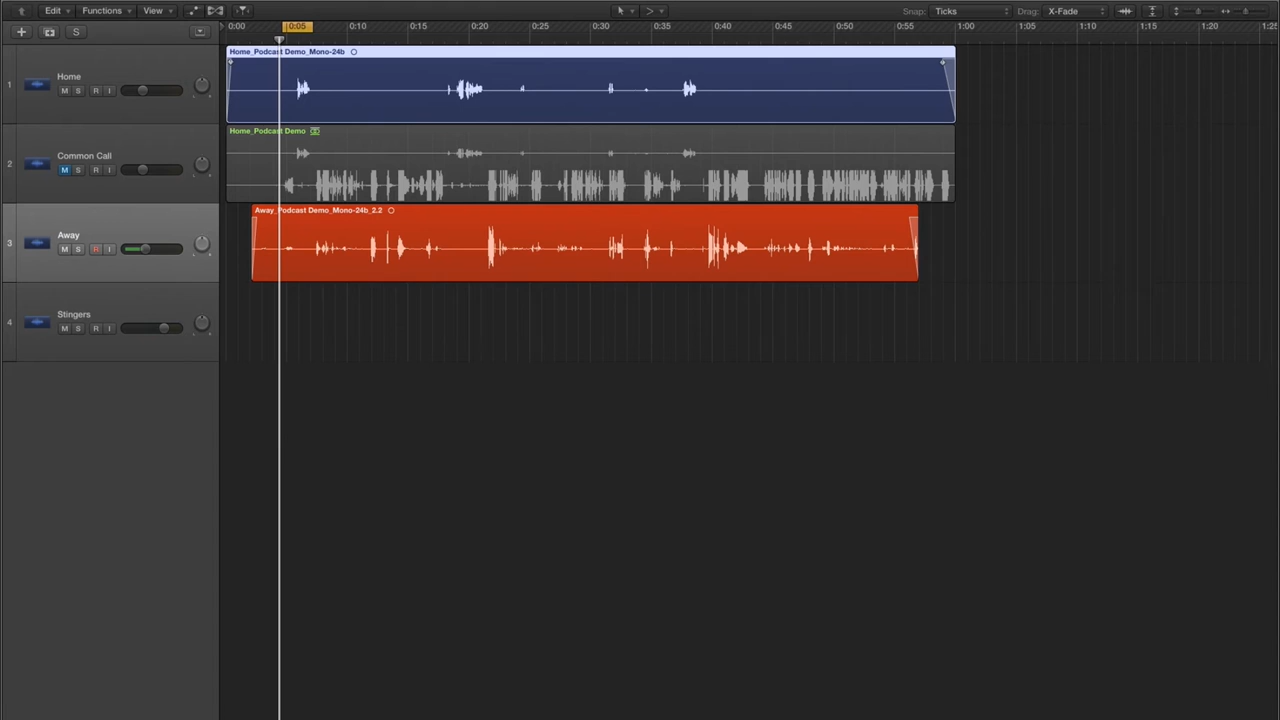 Edit Functions View Snap: Ticks Drag: X-Fade
S 0:00 0:05 0:10 0:15 0:20 0:25 0:30 0:35 0:40 0:45 0:50 0:55 1:00 1:05 1:10 1:15 1:20 1:25
Home_Podcast Demo_Mono-24b
1 Home
M S R I
Home_Podcast Demo
2 Common Call
M S R I
Away_Podcast Demo_Mono-24b_2.2
3 Away
M S R I
4 Stingers
M S R I